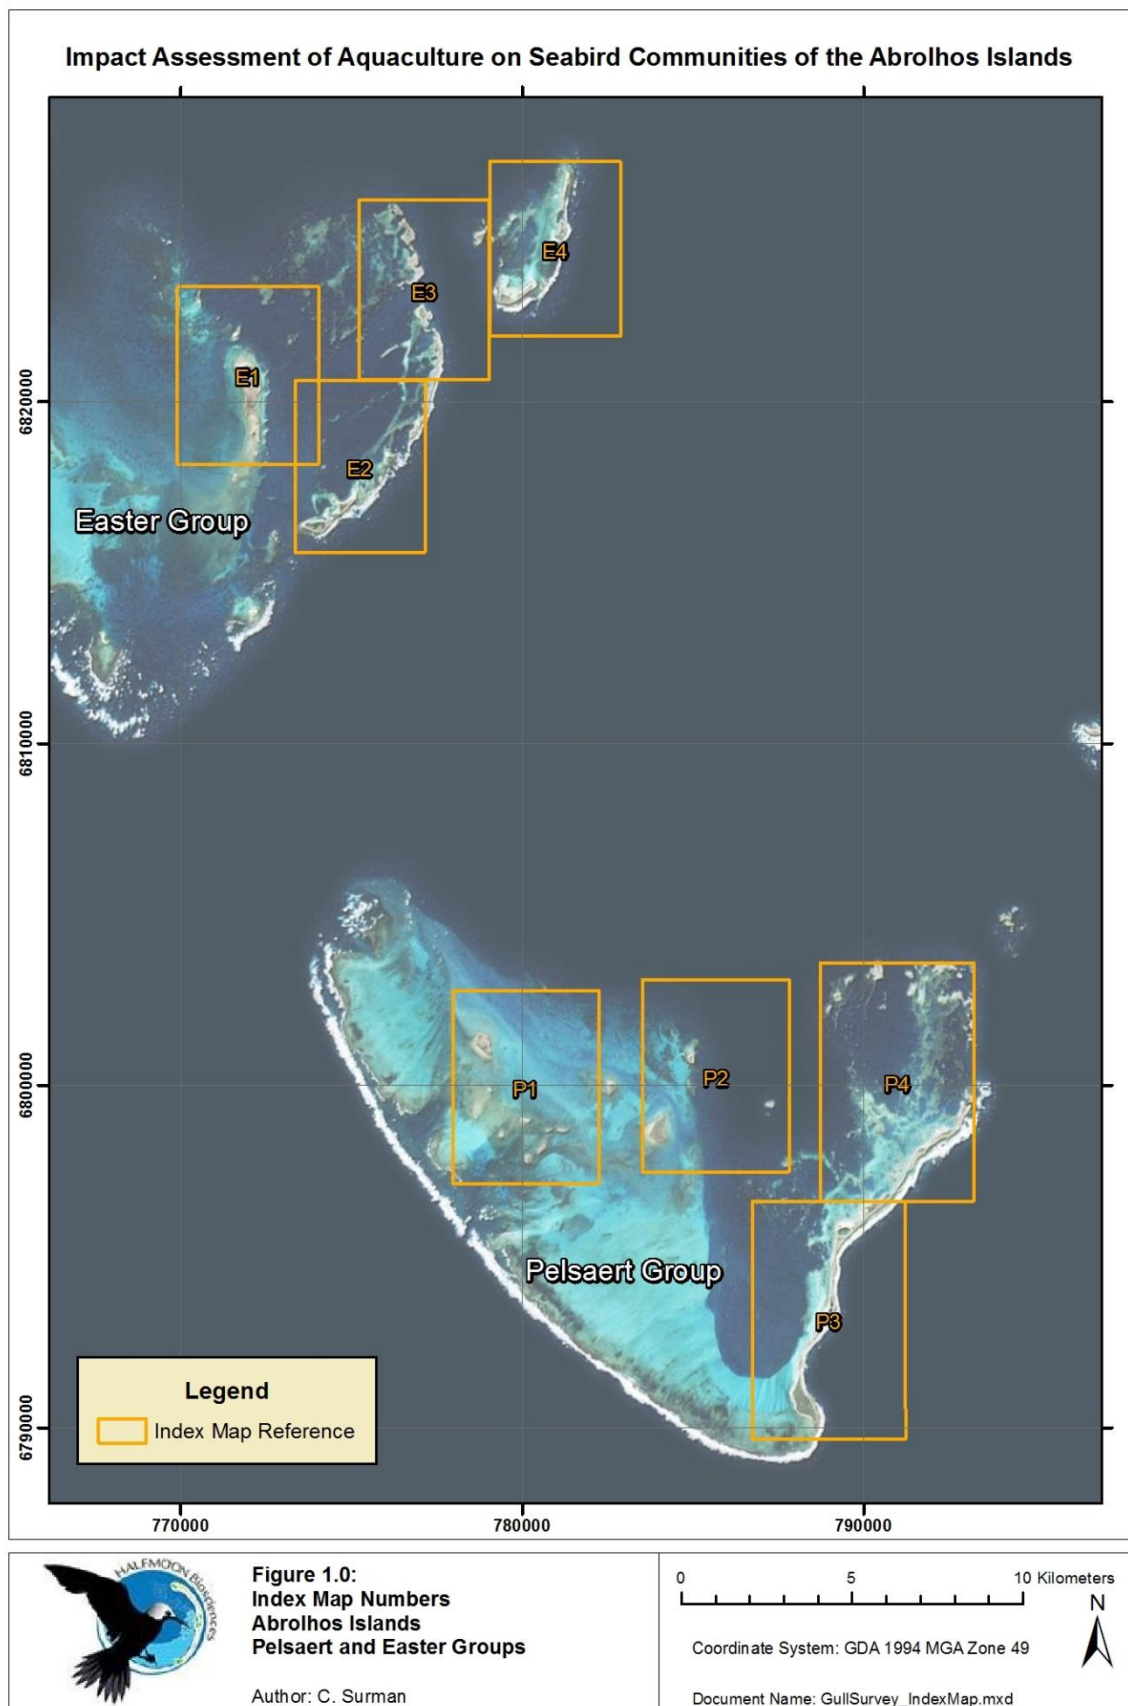 Impact Assessment of Aquaculture on Seabird Communities of the Abrolhos Islands
E4
E3
E1
6820000
E2
Easter Group
6810000
P2
P4
6800000
P1
Pelsaert Group
P3
Legend
Index Map Reference
6790000
770000
780000
790000
HALFMOON Biosciences
Figure 1.0:
Index Map Numbers
Abrolhos Islands
Pelsaert and Easter Groups
Author: C. Surman
0 5 10 Kilometers
N
Coordinate System: GDA 1994 MGA Zone 49
Document Name: GullSurvey_IndexMap.mxd